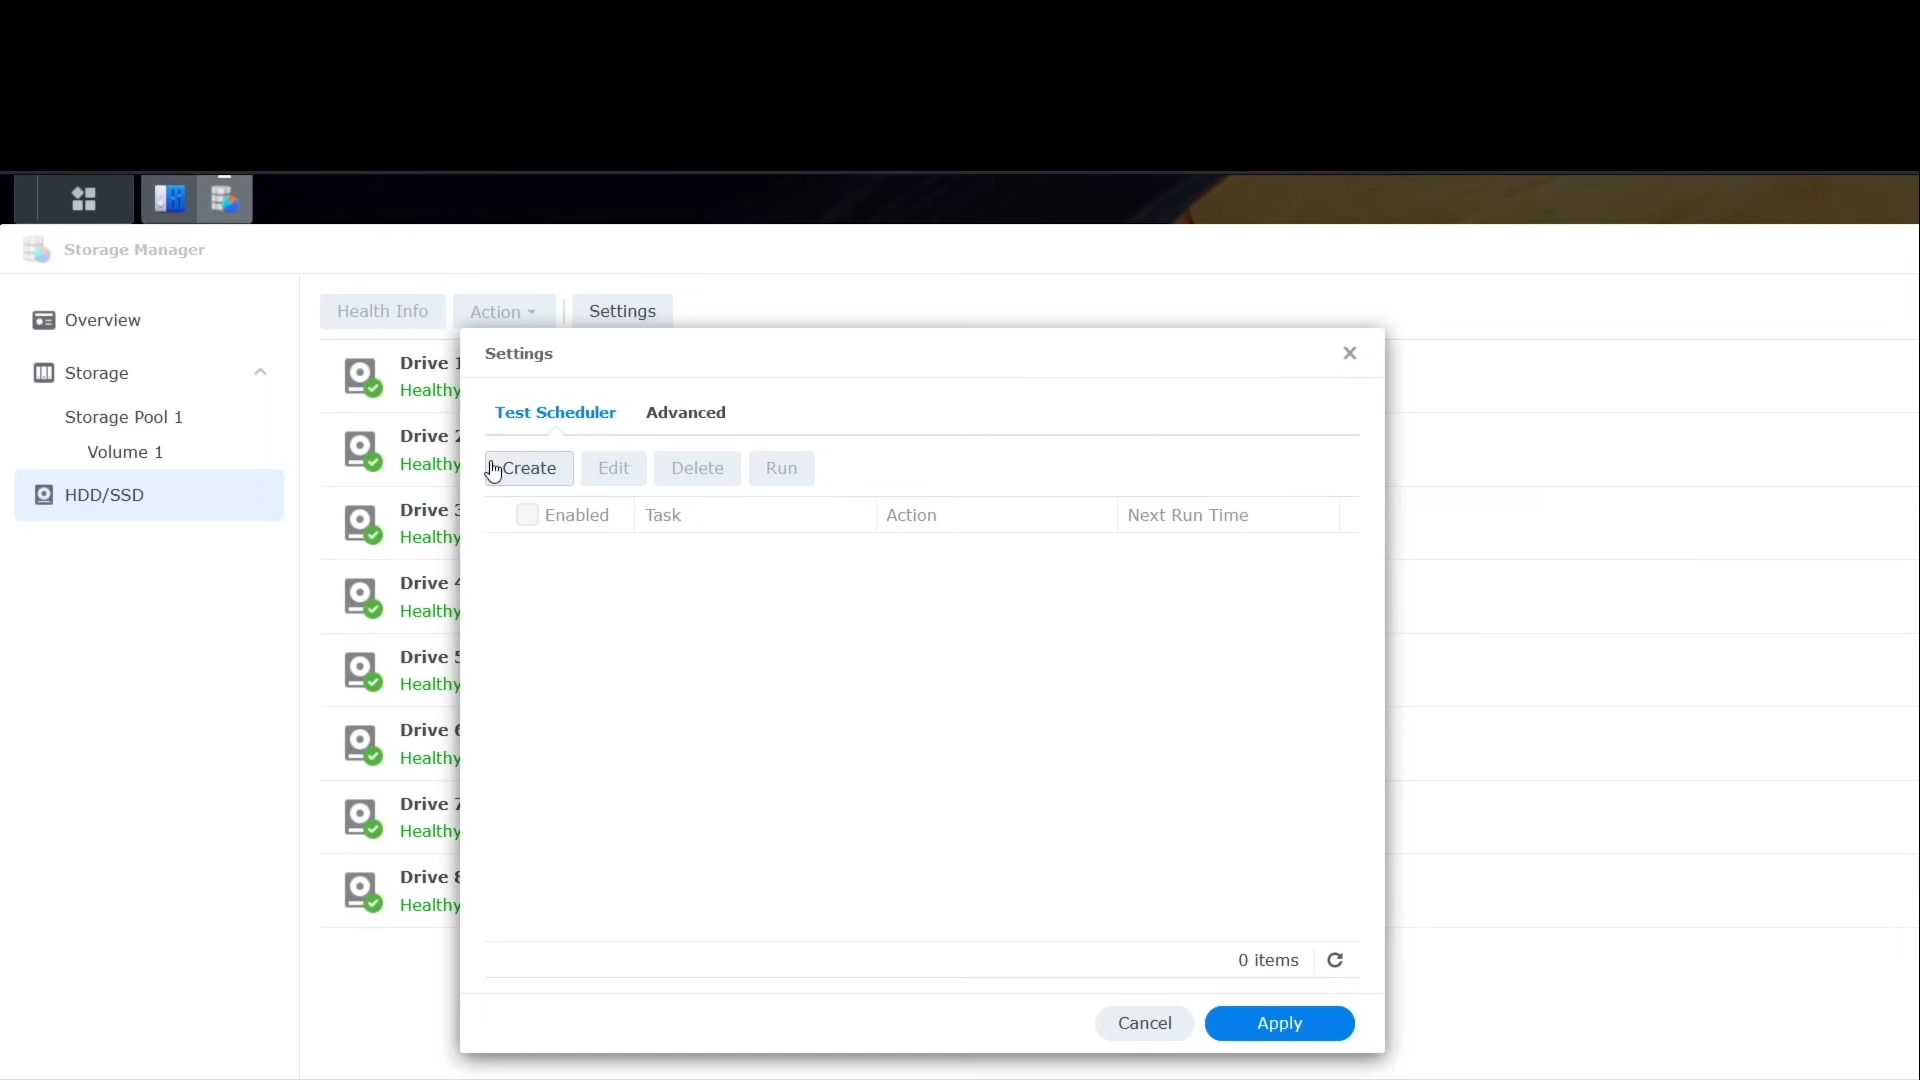 Storage Manager
Overview
Storage
Storage Pool 1
Volume 1
HDD/SSD
Health Info
Action
Settings
Drive
Healthy
Drive
Healthy
Drive
Healthy
Drive
Healthy
Drive
Healthy
Drive
Healthy
Drive
Healthy
Drive
Healthy
Settings
Test Scheduler Advanced
Create Edit Delete Run
Enabled Task Action Next Run Time
0 items
Cancel Apply